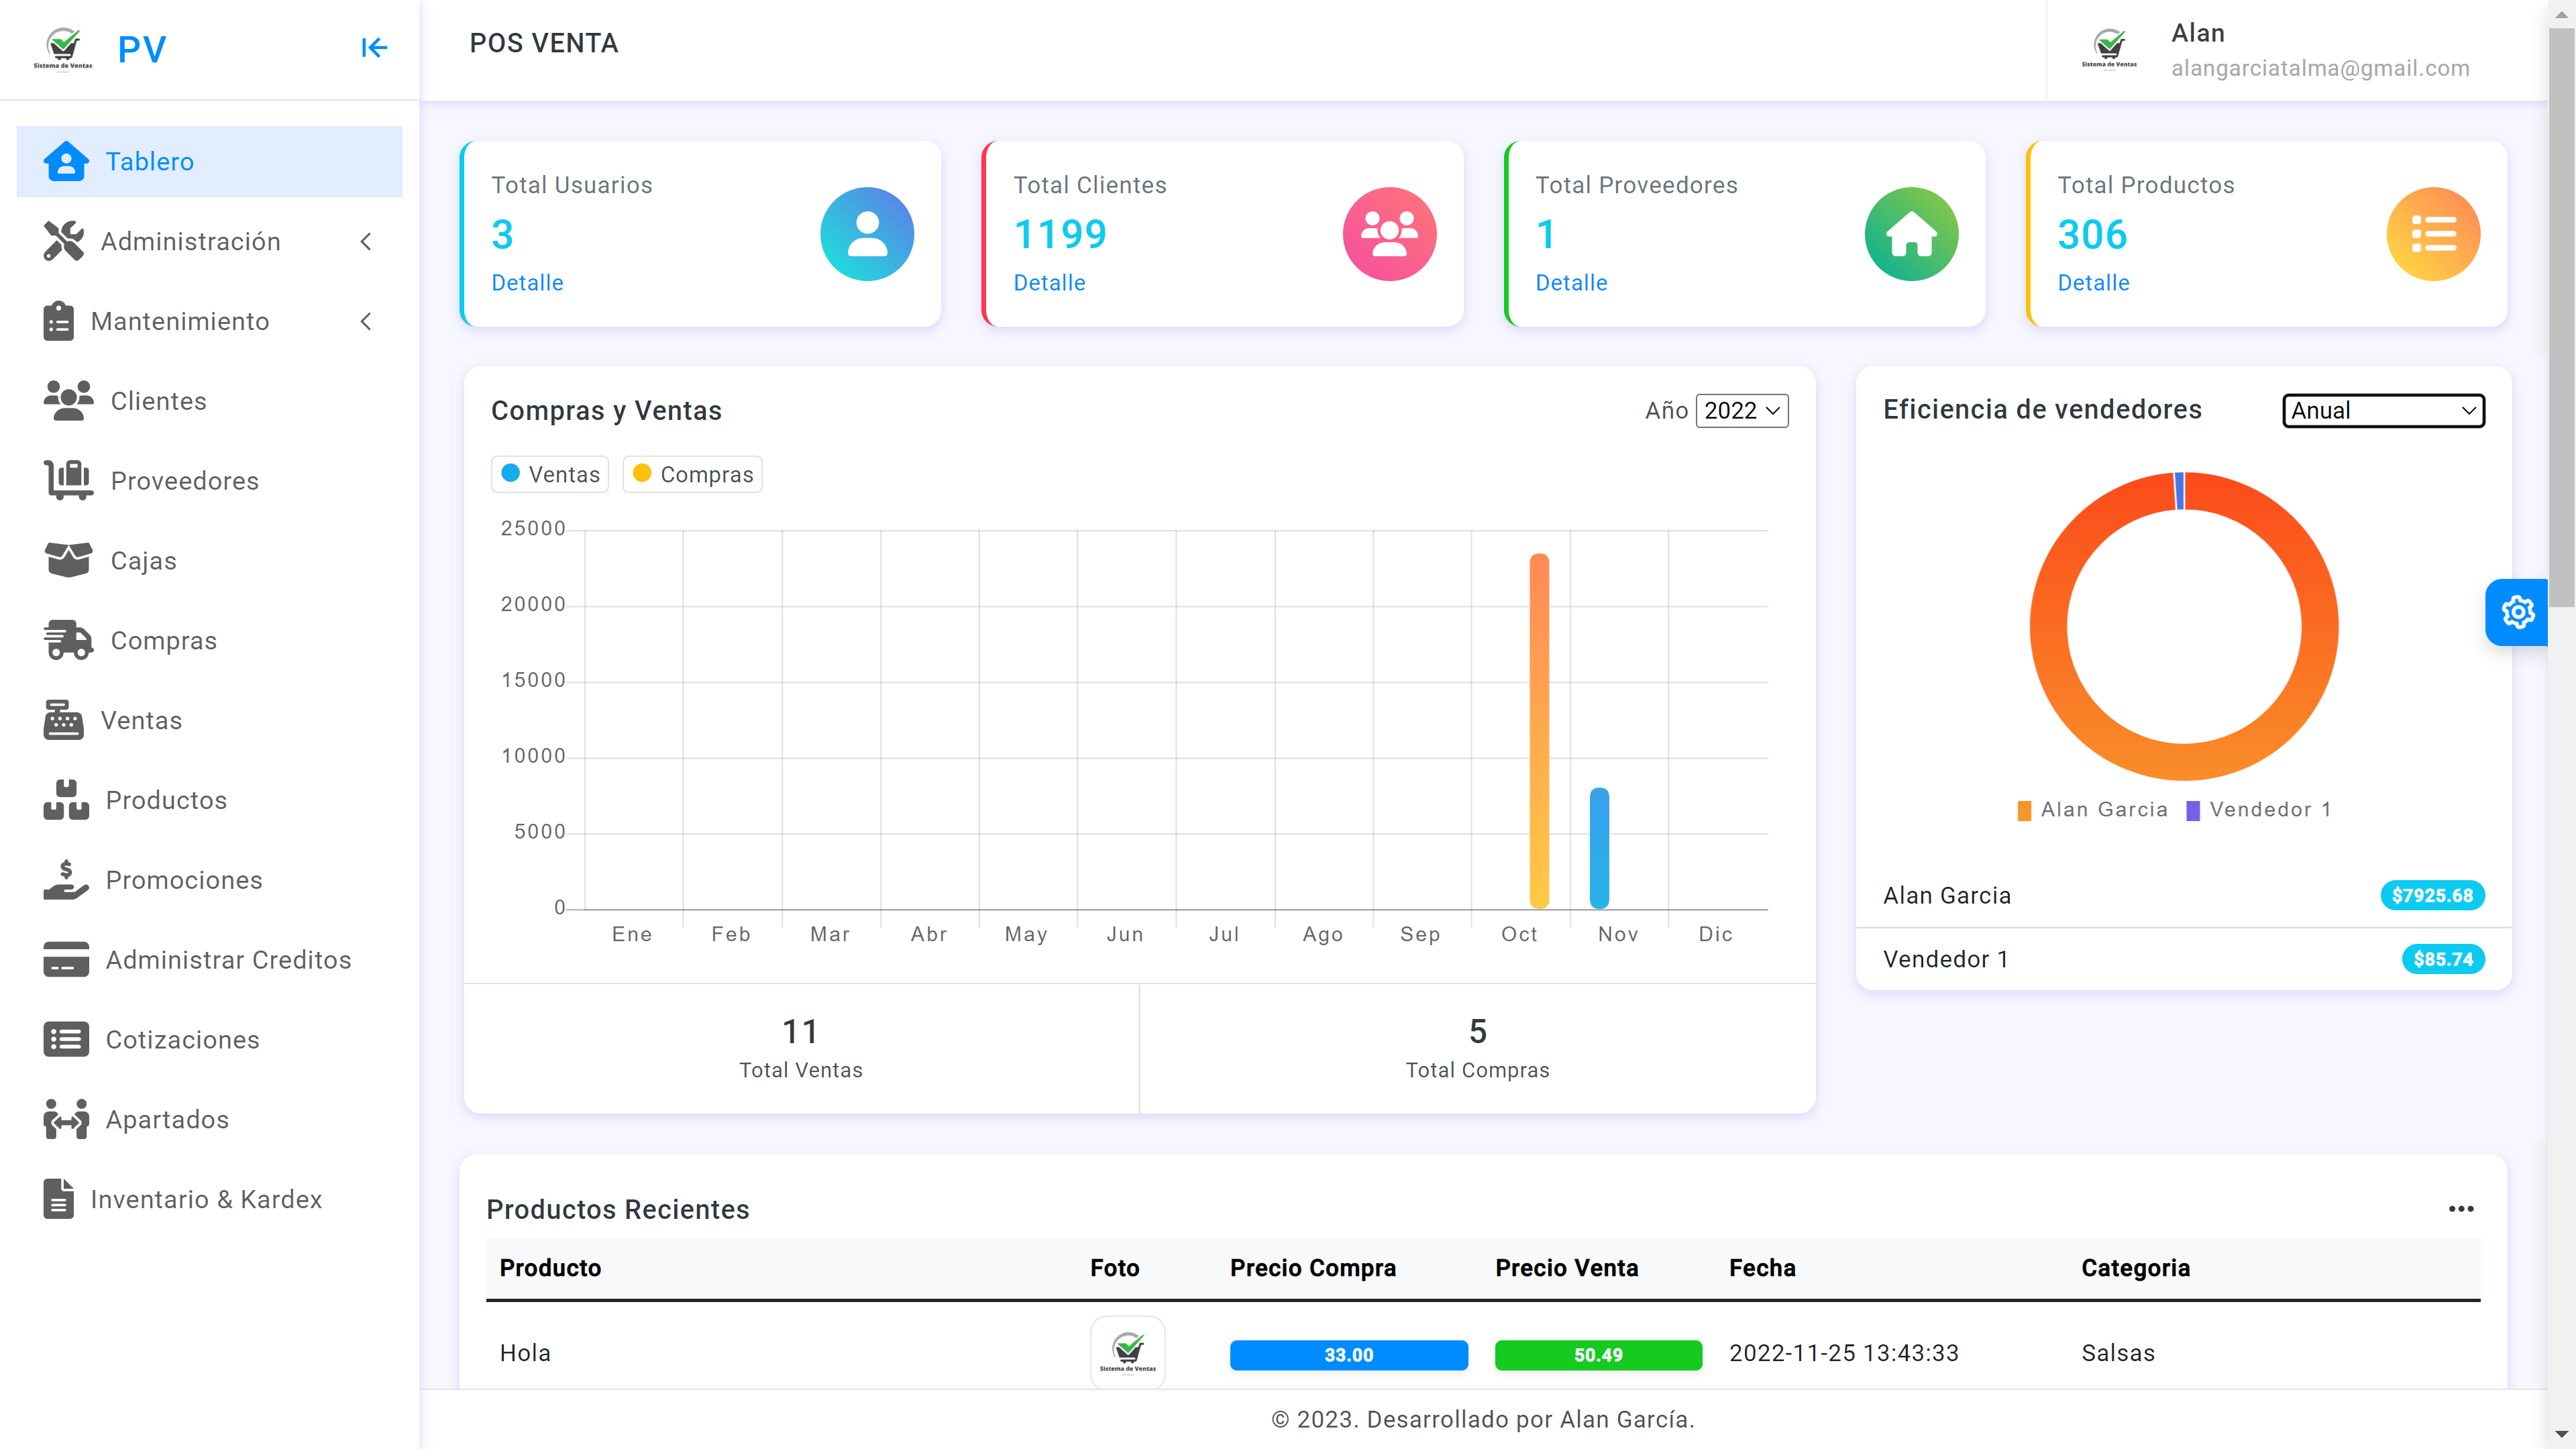 Sistema de Ventas
PV
POS VENTA
Sistema de Ventas
Alan
alangarciatalma@gmail.com
Tablero
Administración
Mantenimiento
Clientes
Proveedores
Cajas
Compras
Ventas
Productos
Promociones
Administrar Creditos
Cotizaciones
Apartados
Inventario & Kardex
Total Usuarios
3
Detalle
Total Clientes
1199
Detalle
Total Proveedores
1
Detalle
Total Productos
306
Detalle
Compras y Ventas
Año 2022
Ventas Compras
25000
20000
15000
10000
5000
0
Ene Feb Mar Abr May Jun Jul Ago Sep Oct Nov Dic
11
Total Ventas
5
Total Compras
Eficiencia de vendedores
Anual
Alan Garcia Vendedor 1
Alan Garcia $7925.68
Vendedor 1 $85.74
Productos Recientes
Producto Foto Precio Compra Precio Venta Fecha Categoria
Hola Sistema de Ventas 33.00 50.49 2022-11-25 13:43:33 Salsas
© 2023. Desarrollado por Alan García.